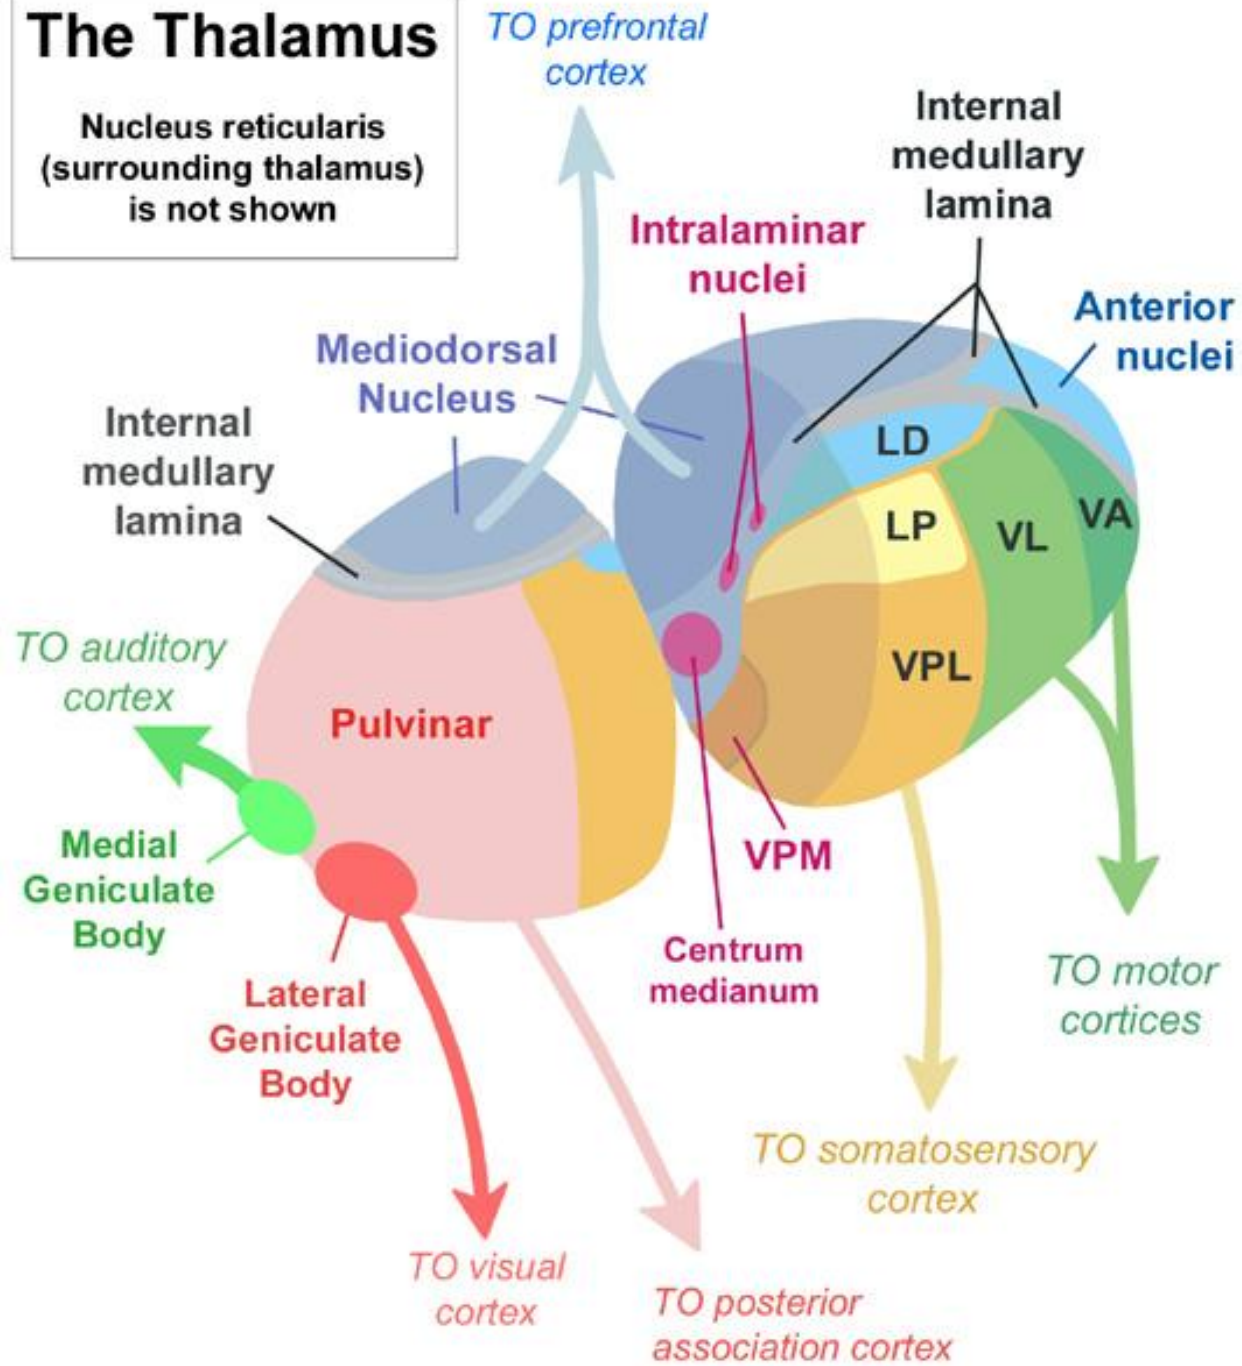 The Thalamus
Nucleus reticularis
(surrounding thalamus)
is not shown
TO prefrontal
cortex
Internal
medullary
lamina
Intralaminar
nuclei
Anterior
nuclei
Mediodorsal
Nucleus
Internal
medullary
lamina
LD
LP
VL
VA
VPL
TO auditory
cortex
Pulvinar
Medial
Geniculate
Body
VPM
Centrum
medianum
Lateral
Geniculate
Body
TO motor
cortices
TO somatosensory
cortex
TO visual
cortex
TO posterior
association cortex